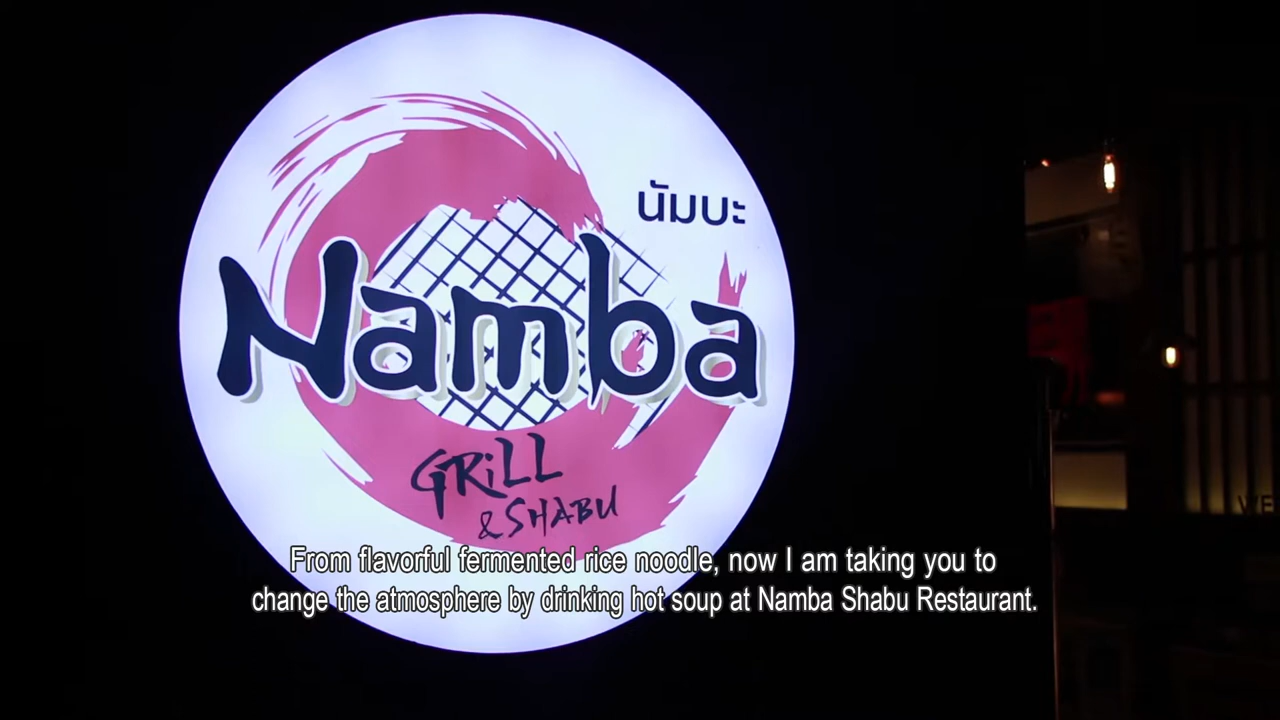 นัมบะ
Namba
GRiLL
& SHABU
From flavorful fermented rice noodle, now I am taking you to
change the atmosphere by drinking hot soup at Namba Shabu Restaurant.
WE